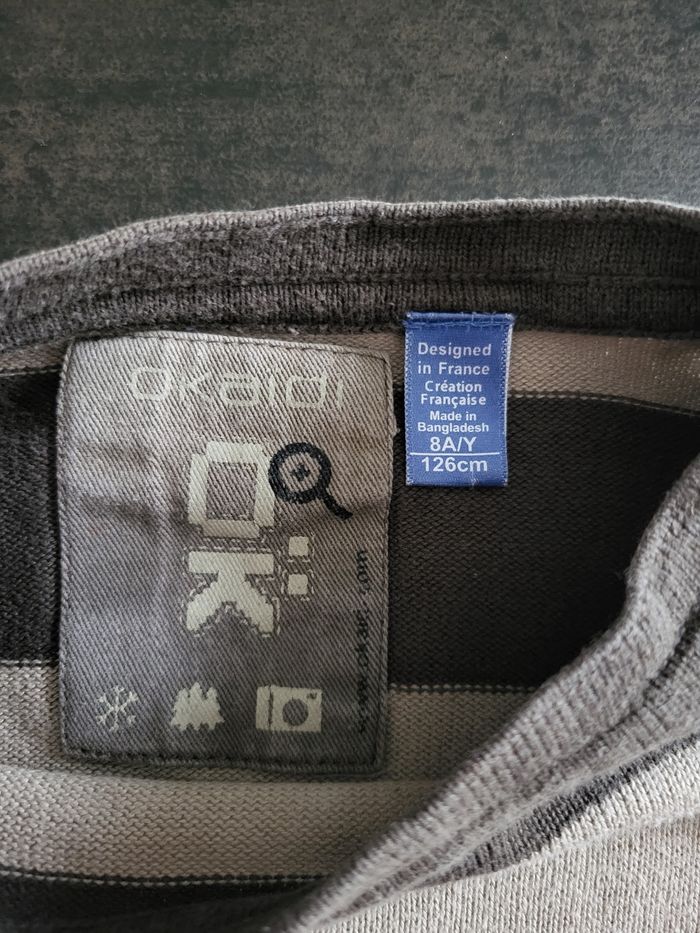 okaidi
OK
Designed
in France
Création
Française
Made in
Bangladesh
8A/Y
126cm